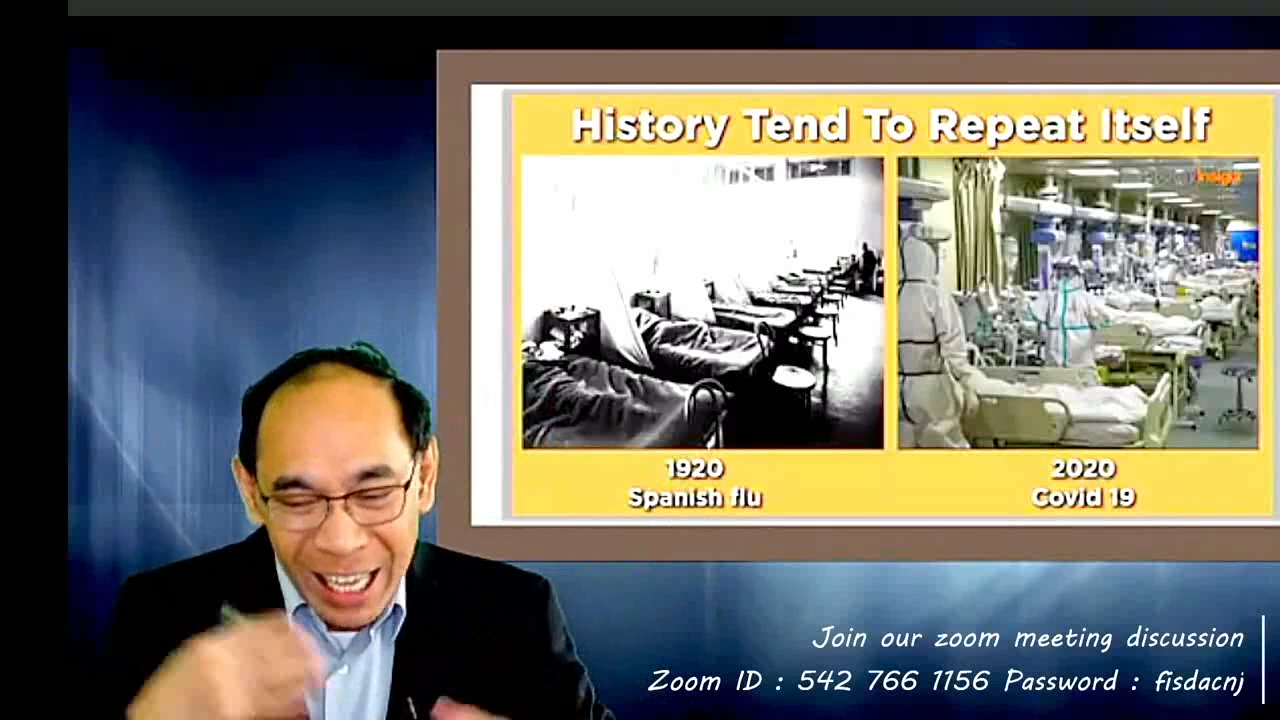 History Tend To Repeat Itself
1920
Spanish flu
2020
Covid 19
Join our zoom meeting discussion
Zoom ID : 542 766 1156 Password : fisdacnj